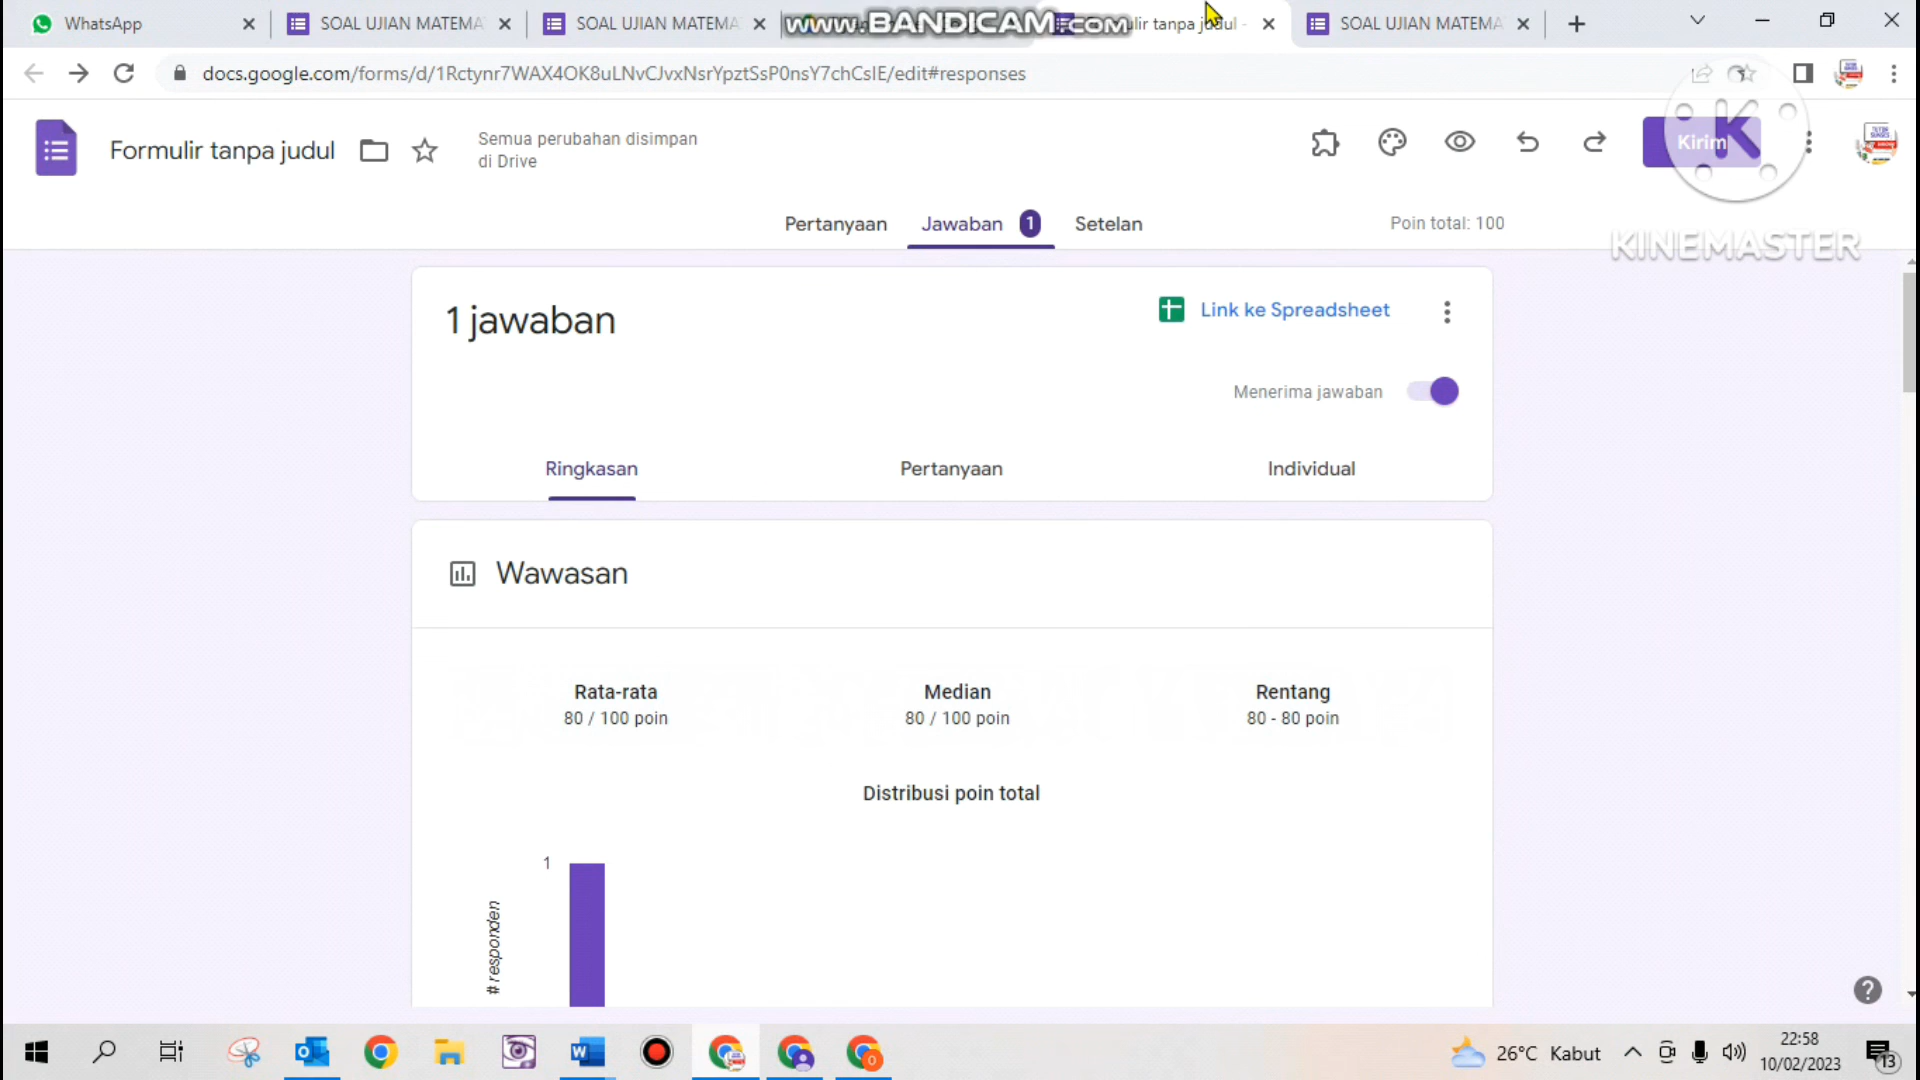 WhatsApp
SOAL UJIAN MATEMA
SOAL UJIAN MATEMA
www.BANDICAM.com
tanpa judul -
SOAL UJIAN MATEMA
docs.google.com/forms/d/1Rctynr7WAX4OK8uLNvCJvxNsrYpztSsP0nsY7chCsIE/edit#responses
Formulir tanpa judul
Semua perubahan disimpan
di Drive
Kirim
K
KINEMASTER
Pertanyaan
Jawaban 1
Setelan
Poin total: 100
1 jawaban
Link ke Spreadsheet
Menerima jawaban
Ringkasan
Pertanyaan
Individual
Wawasan
Rata-rata
80 / 100 poin
Median
80 / 100 poin
Rentang
80 - 80 poin
Distribusi poin total
1
# responden
26°C Kabut
22:58
10/02/2023
13